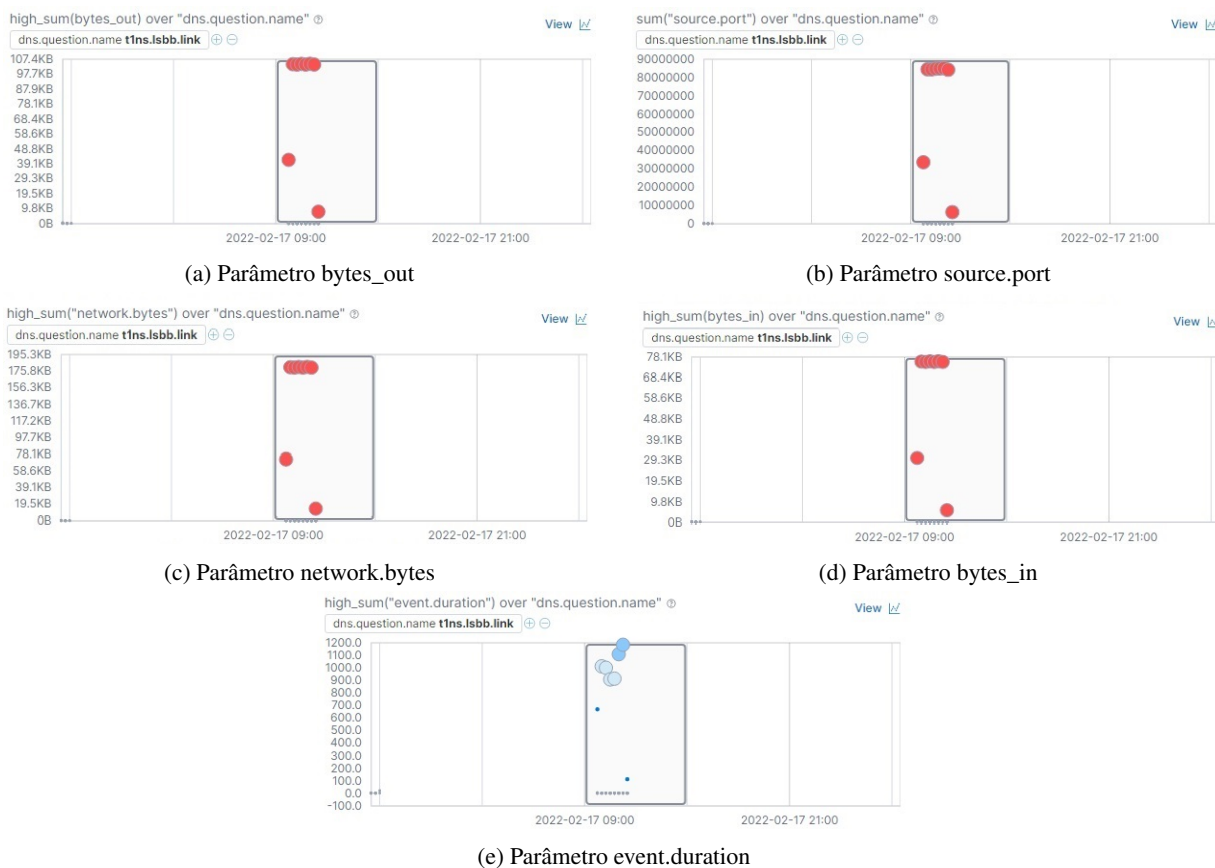 high_sum(bytes_out) over "dns.question.name"
View
dns.question.name t1ns.lsbb.link
107.4KB
97.7KB
87.9KB
78.1KB
68.4KB
58.6KB
48.8KB
39.1KB
29.3KB
19.5KB
9.8KB
0B
2022-02-17 09:00
2022-02-17 21:00
(a) Parâmetro bytes_out
sum("source.port") over "dns.question.name"
View
dns.question.name t1ns.lsbb.link
90000000
80000000
70000000
60000000
50000000
40000000
30000000
20000000
10000000
0
2022-02-17 09:00
2022-02-17 21:00
(b) Parâmetro source.port
high_sum("network.bytes") over "dns.question.name"
View
dns.question.name t1ns.lsbb.link
195.3KB
175.8KB
156.3KB
136.7KB
117.2KB
97.7KB
78.1KB
58.6KB
39.1KB
19.5KB
0B
2022-02-17 09:00
2022-02-17 21:00
(c) Parâmetro network.bytes
high_sum(bytes_in) over "dns.question.name"
View
dns.question.name t1ns.lsbb.link
78.1KB
68.4KB
58.6KB
48.8KB
39.1KB
29.3KB
19.5KB
9.8KB
0B
2022-02-17 09:00
2022-02-17 21:00
(d) Parâmetro bytes_in
high_sum("event.duration") over "dns.question.name"
View
dns.question.name t1ns.lsbb.link
1200.0
1100.0
1000.0
900.0
800.0
700.0
600.0
500.0
400.0
300.0
200.0
100.0
0.0
-100.0
2022-02-17 09:00
2022-02-17 21:00
(e) Parâmetro event.duration